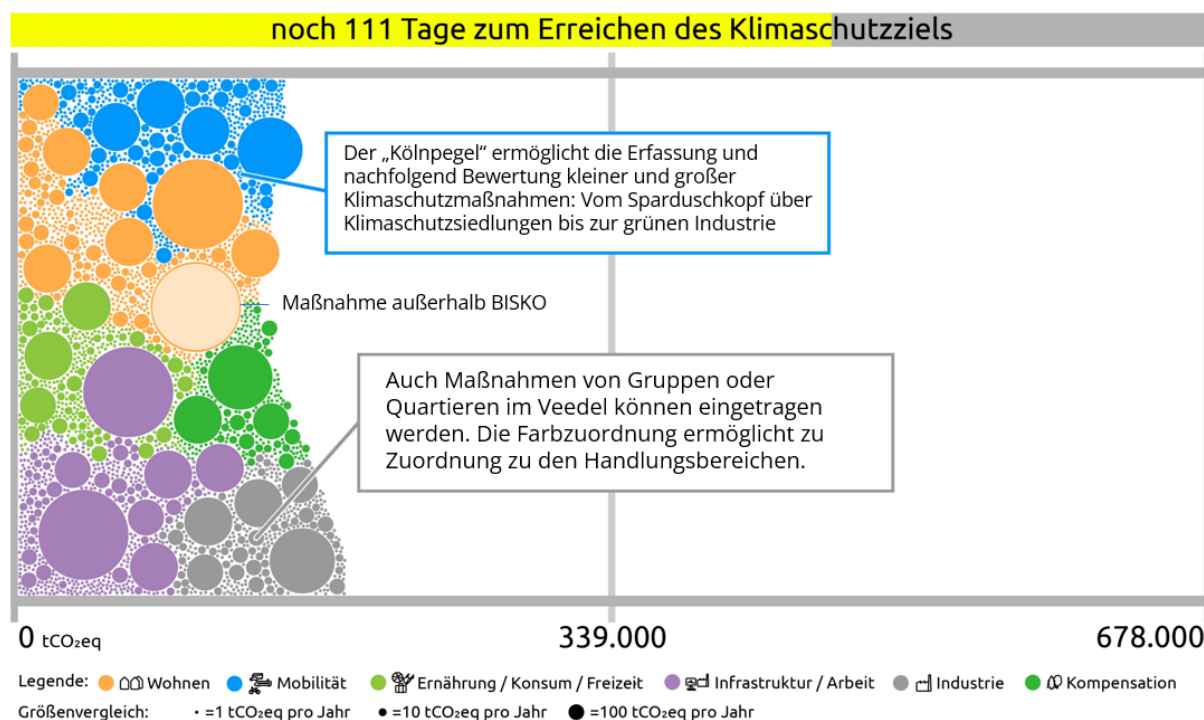 noch 111 Tage zum Erreichen des Klimaschutzziels
Der „Kölnpegel“ ermöglicht die Erfassung und
nachfolgend Bewertung kleiner und großer
Klimaschutzmaßnahmen: Vom Sparduschkopf über
Klimaschutzsiedlungen bis zur grünen Industrie
Maßnahme außerhalb BISKO
Auch Maßnahmen von Gruppen oder
Quartieren im Veedel können eingetragen
werden. Die Farbzuordnung ermöglicht zu
Zuordnung zu den Handlungsbereichen.
0 tCO₂eq 339.000 678.000
Legende: Wohnen Mobilität Ernährung / Konsum / Freizeit Infrastruktur / Arbeit Industrie Kompensation
Größenvergleich: =1 tCO₂eq pro Jahr =10 tCO₂eq pro Jahr =100 tCO₂eq pro Jahr